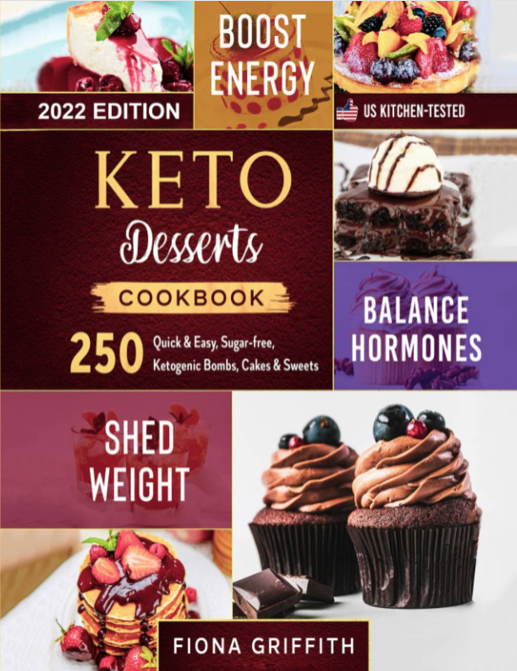 BOOST
ENERGY
2022 EDITION
US KITCHEN-TESTED
KETO
Desserts
COOKBOOK
250
Quick & Easy, Sugar-free,
Ketogenic Bombs, Cakes & Sweets
BALANCE
HORMONES
SHED
WEIGHT
FIONA GRIFFITH